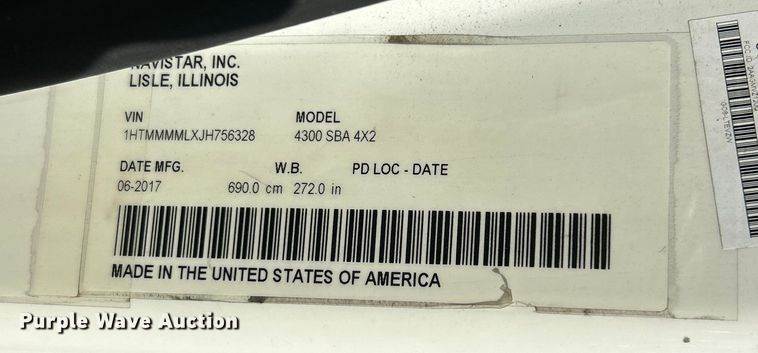 NAVISTAR, INC.
LISLE, ILLINOIS
VIN MODEL
1HTMMMMLXJH756328 4300 SBA 4X2
DATE MFG. W.B. PD LOC - DATE
06-2017 690.0 cm 272.0 in
MADE IN THE UNITED STATES OF AMERICA
Purple Wave Auction